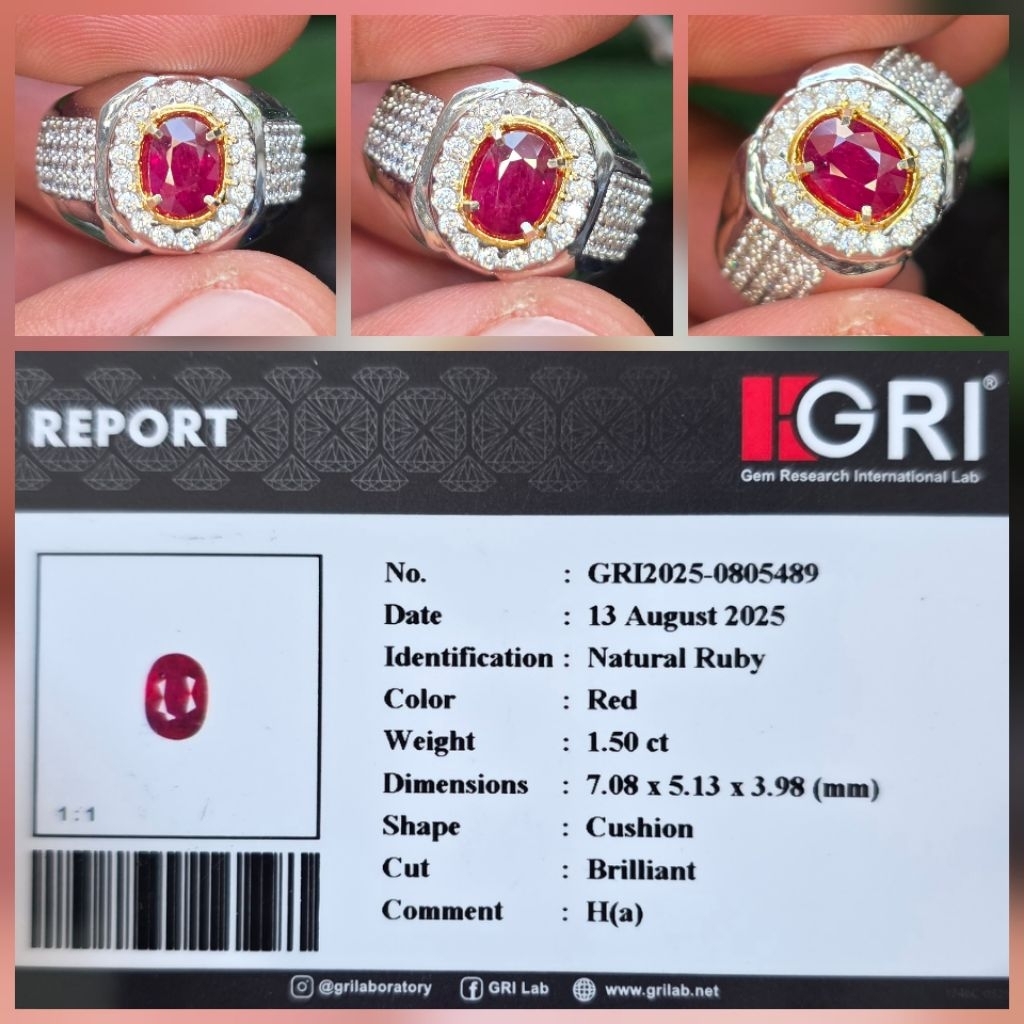 REPORT
GRI®
Gem Research International Lab
No. : GRI2025-0805489
Date : 13 August 2025
Identification : Natural Ruby
Color : Red
Weight : 1.50 ct
Dimensions : 7.08 x 5.13 x 3.98 (mm)
Shape : Cushion
Cut : Brilliant
Comment : H(a)
1:1
@grilaboratory GRI Lab www.grilab.net